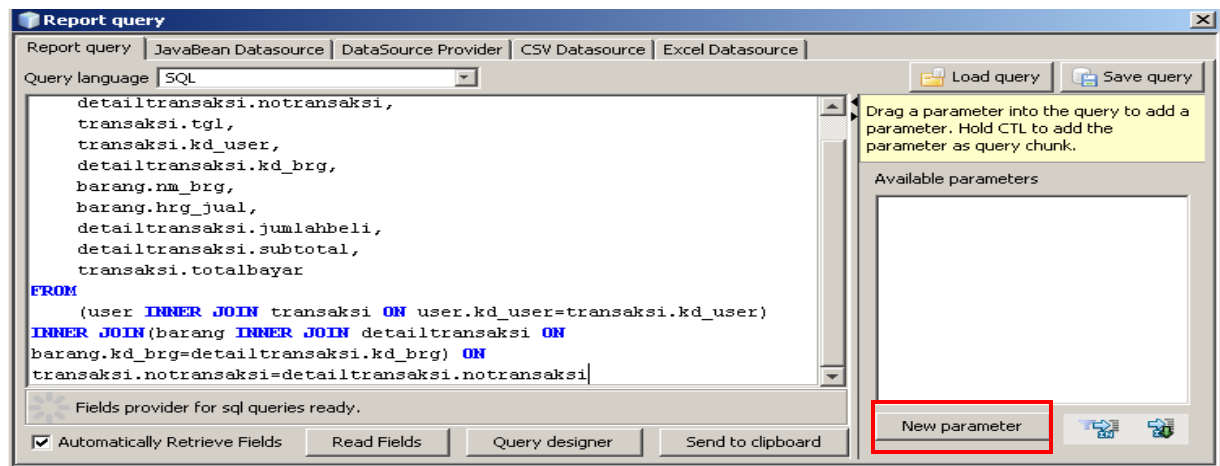 Report query
Report query JavaBean Datasource DataSource Provider CSV Datasource Excel Datasource
Query language SQL
Load query Save query
detailtransaksi.notransaksi,
transaksi.tgl,
transaksi.kd_user,
detailtransaksi.kd_brg,
barang.nm_brg,
barang.hrg_jual,
detailtransaksi.jumlahbeli,
detailtransaksi.subtotal,
transaksi.totalbayar
FROM
(user INNER JOIN transaksi ON user.kd_user=transaksi.kd_user)
INNER JOIN(barang INNER JOIN detailtransaksi ON
barang.kd_brg=detailtransaksi.kd_brg) ON
transaksi.notransaksi=detailtransaksi.notransaksi
Drag a parameter into the query to add a
parameter. Hold CTL to add the
parameter as query chunk.
Available parameters
New parameter
Fields provider for sql queries ready.
Automatically Retrieve Fields Read Fields Query designer Send to clipboard